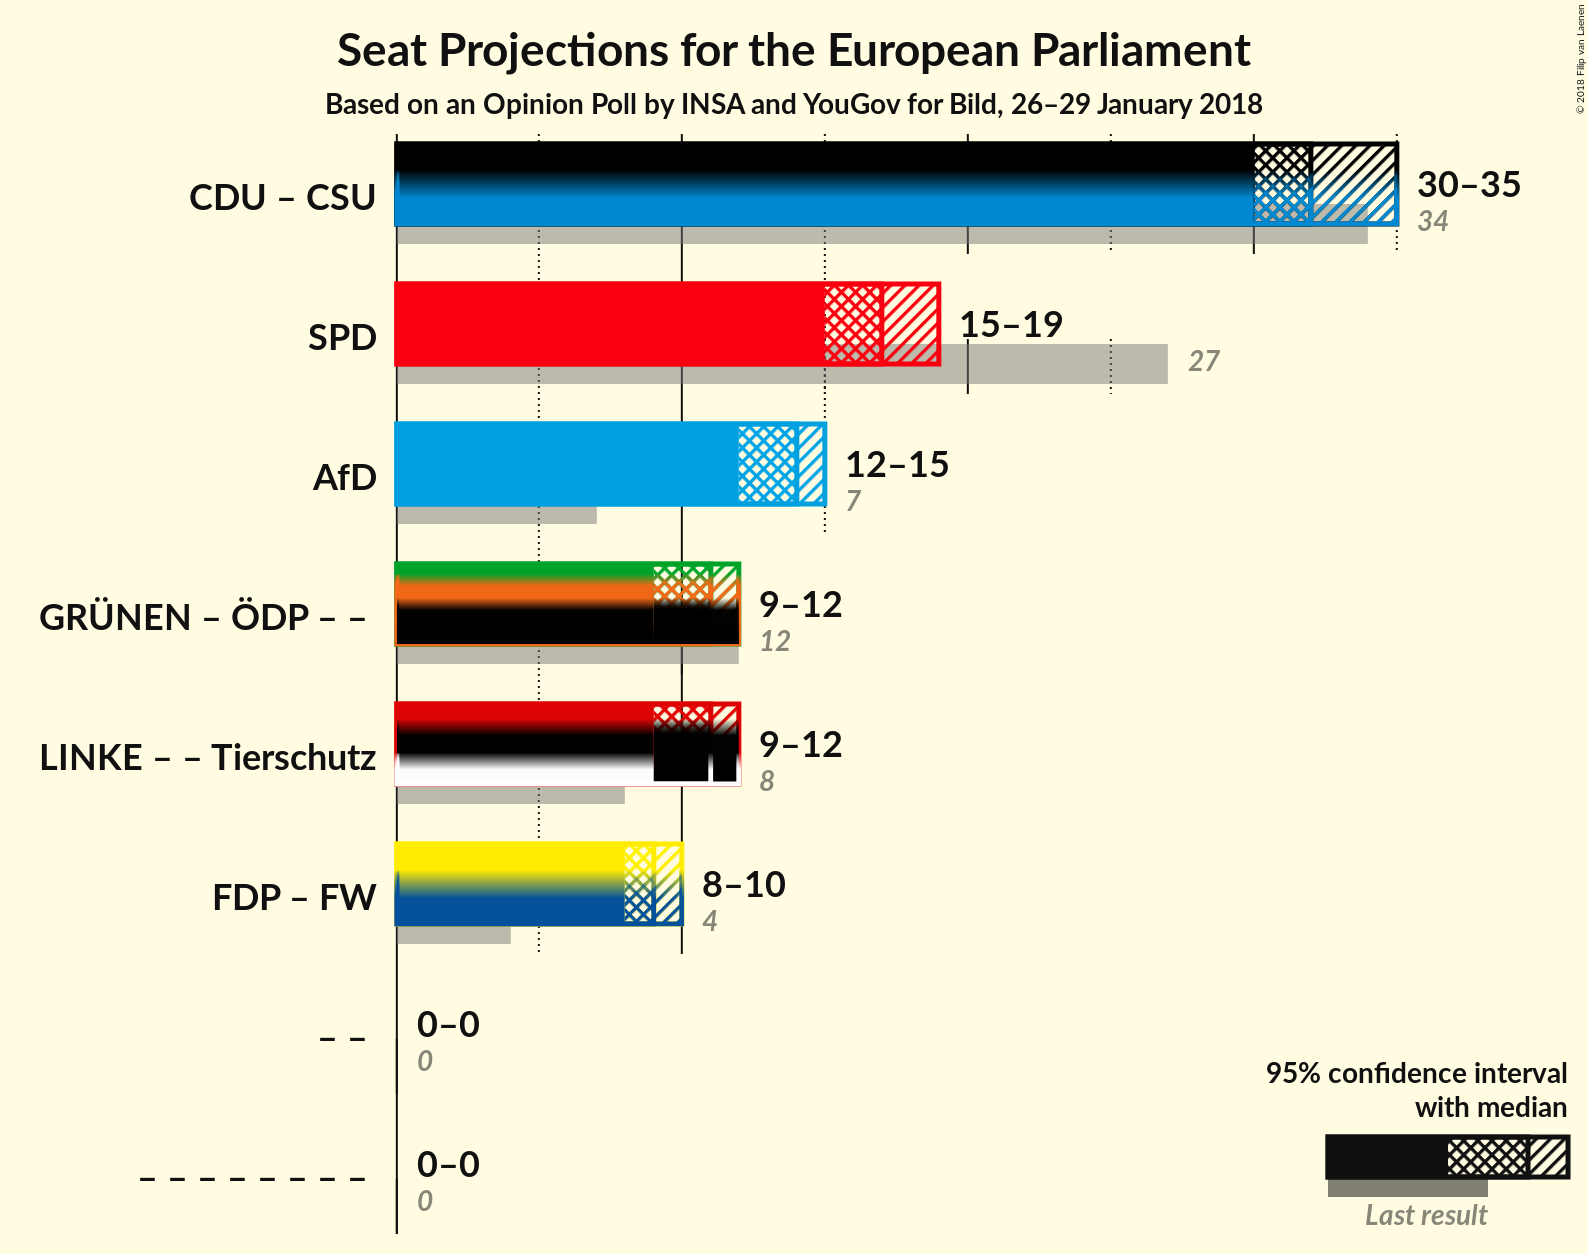 Seat Projections for the European Parliament
Based on an Opinion Poll by INSA and YouGov for Bild, 26–29 January 2018
© 2018 Filip van Laenen
CDU – CSU
30–35
34
SPD
15–19
27
AfD
12–15
7
GRÜNEN – ÖDP – –
9–12
12
LINKE – – Tierschutz
9–12
8
FDP – FW
8–10
4
– –
0–0
0
– – – – – – – –
0–0
0
95% confidence interval
with median
Last result